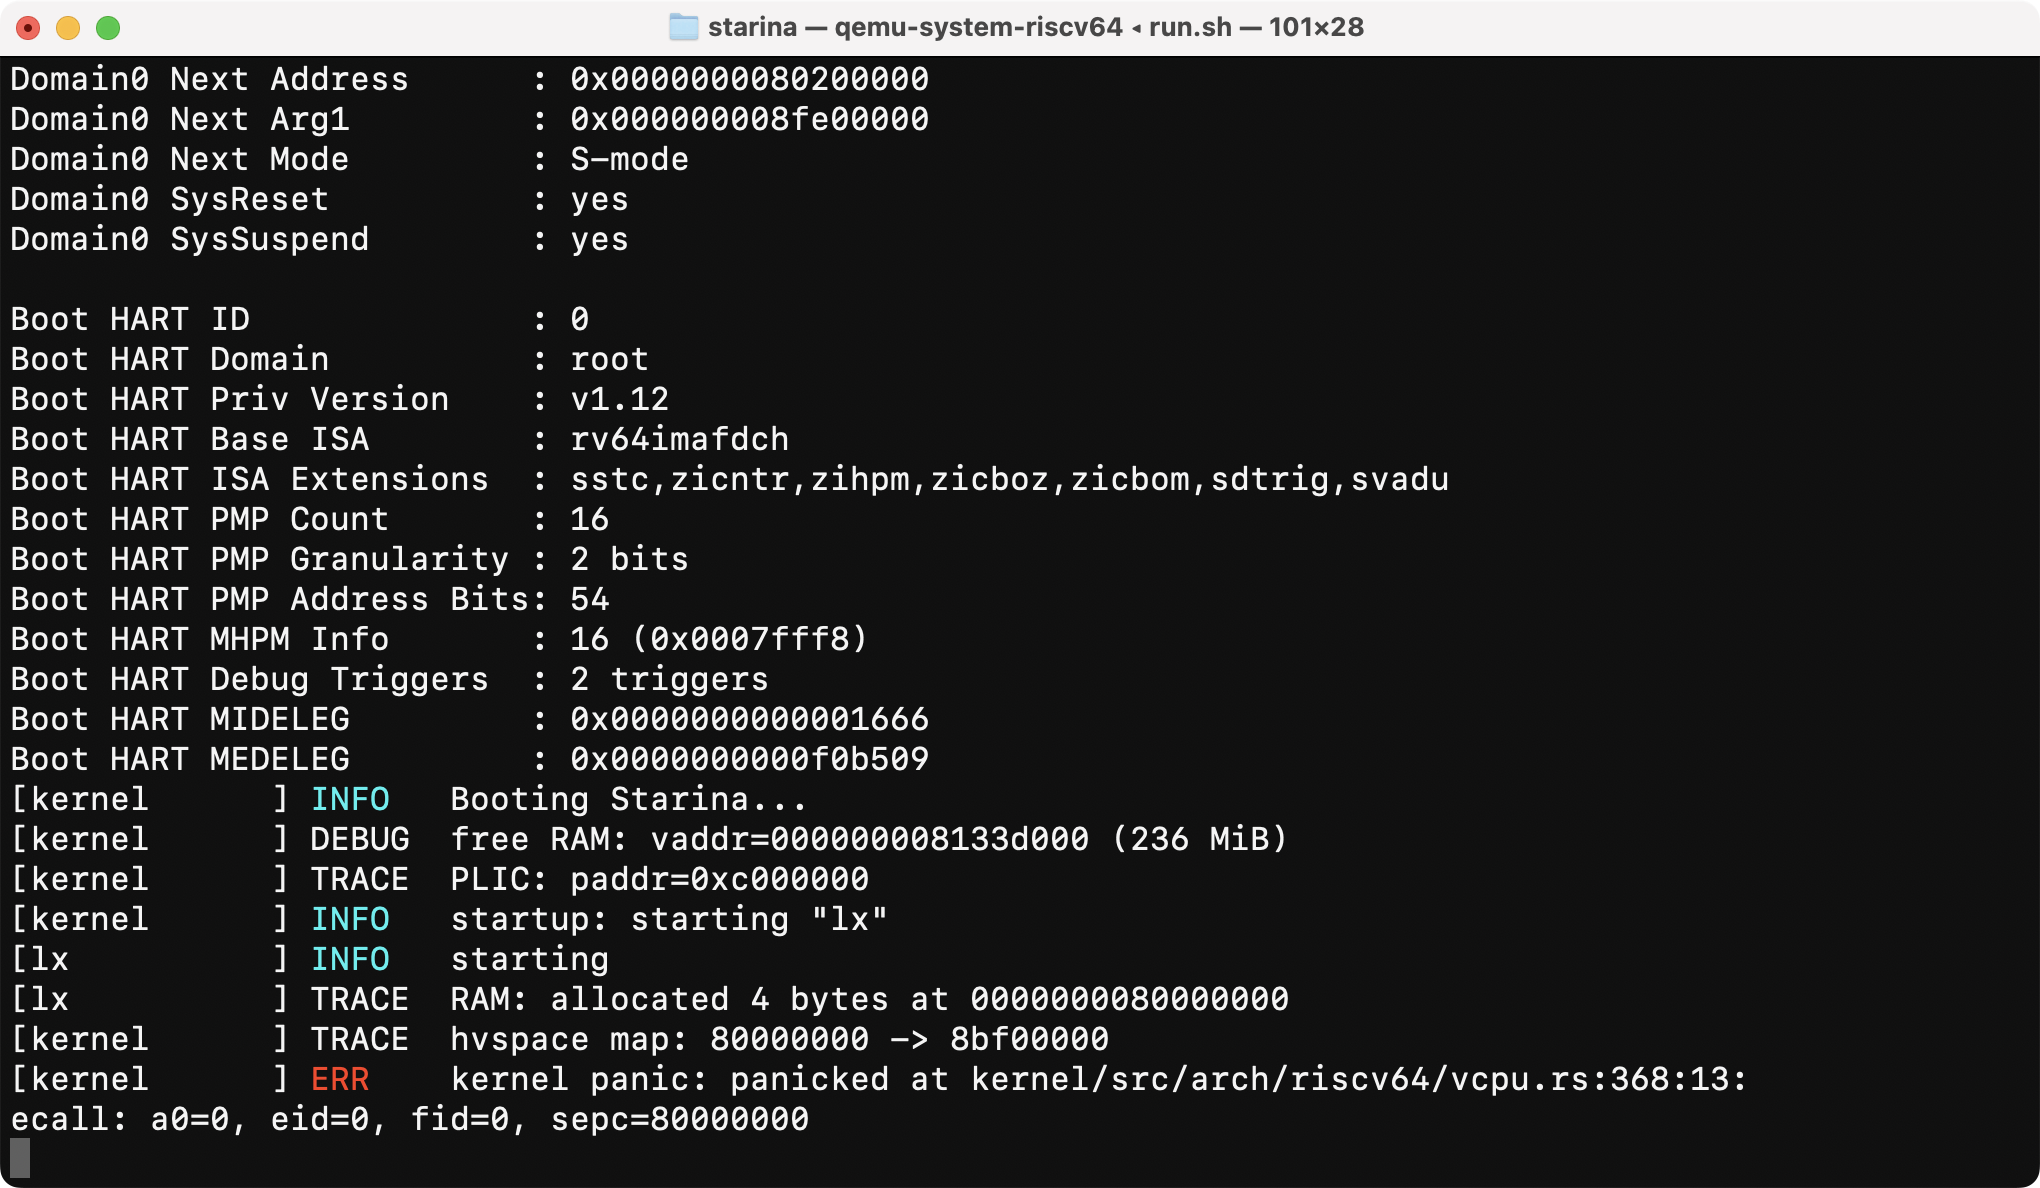 starina — qemu-system-riscv64 ◂ run.sh — 101×28
Domain0 Next Address      : 0x0000000080200000
Domain0 Next Arg1         : 0x000000008fe00000
Domain0 Next Mode         : S-mode
Domain0 SysReset          : yes
Domain0 SysSuspend        : yes

Boot HART ID              : 0
Boot HART Domain          : root
Boot HART Priv Version    : v1.12
Boot HART Base ISA        : rv64imafdch
Boot HART ISA Extensions  : sstc,zicntr,zihpm,zicboz,zicbom,sdtrig,svadu
Boot HART PMP Count       : 16
Boot HART PMP Granularity : 2 bits
Boot HART PMP Address Bits: 54
Boot HART MHPM Info       : 16 (0x0007fff8)
Boot HART Debug Triggers  : 2 triggers
Boot HART MIDELEG         : 0x0000000000001666
Boot HART MEDELEG         : 0x0000000000f0b509
[kernel      ] INFO   Booting Starina...
[kernel      ] DEBUG  free RAM: vaddr=000000008133d000 (236 MiB)
[kernel      ] TRACE  PLIC: paddr=0xc000000
[kernel      ] INFO   startup: starting "lx"
[lx          ] INFO   starting
[lx          ] TRACE  RAM: allocated 4 bytes at 0000000080000000
[kernel      ] TRACE  hvspace map: 80000000 -> 8bf00000
[kernel      ] ERR    kernel panic: panicked at kernel/src/arch/riscv64/vcpu.rs:368:13:
ecall: a0=0, eid=0, fid=0, sepc=80000000